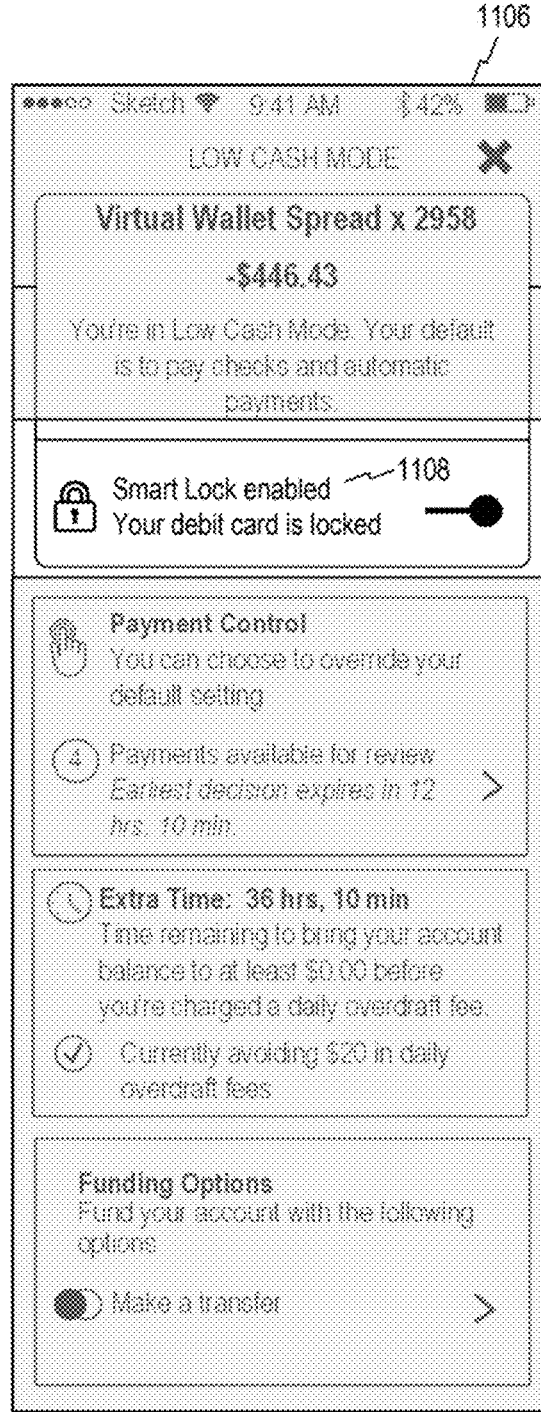 1106
Sketch 9:41 AM 42%
LOW CASH MODE
Virtual Wallet Spread x 2958
-$446.43
You're in Low Cash Mode. Your default
is to pay checks and automatic
payments.
Smart Lock enabled 1108
Your debit card is locked
Payment Control
You can choose to override your
default setting
4 Payments available for review
Earliest decision expires in 12
hrs, 10 min.
Extra Time: 36 hrs, 10 min
Time remaining to bring your account
balance to at least $0.00 before
you're charged a daily overdraft fee.
Currently avoiding $20 in daily
overdraft fees
Funding Options
Fund your account with the following
options
Make a transfer